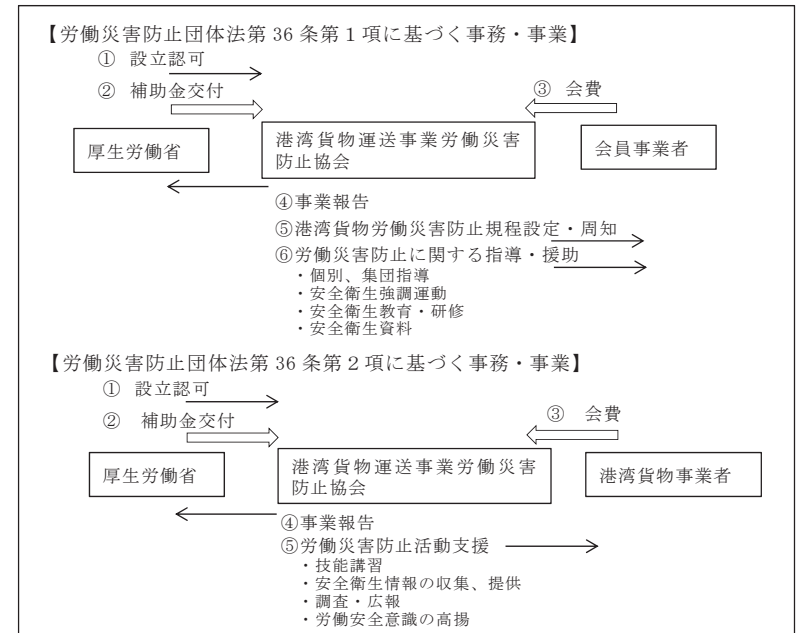 【労働災害防止団体法第36条第1項に基づく事務・事業】
① 設立認可
② 補助金交付
③ 会費
厚生労働省
港湾貨物運送事業労働災害
防止協会
会員事業者
④事業報告
⑤港湾貨物労働災害防止規程設定・周知
⑥労働災害防止に関する指導・援助
・個別、集団指導
・安全衛生強調運動
・安全衛生教育・研修
・安全衛生資料
【労働災害防止団体法第36条第2項に基づく事務・事業】
① 設立認可
② 補助金交付
③ 会費
厚生労働省
港湾貨物運送事業労働災害
防止協会
港湾貨物事業者
④事業報告
⑤労働災害防止活動支援
・技能講習
・安全衛生情報の収集、提供
・調査・広報
・労働安全意識の高揚